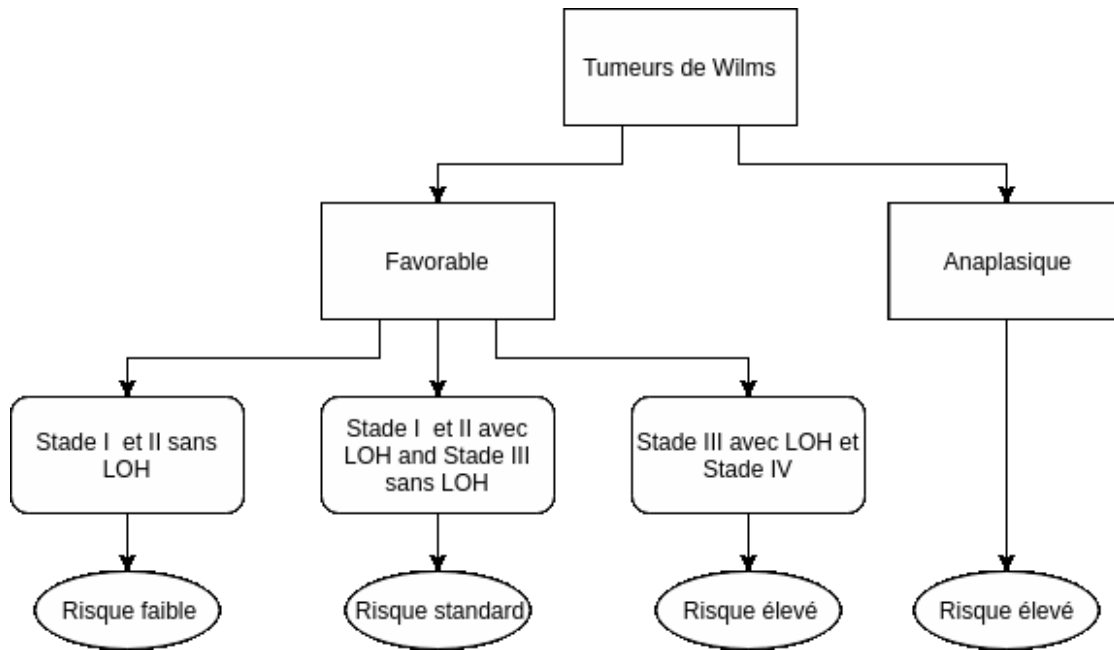 Tumeurs de Wilms
Favorable
Anaplasique
Stade I et II sans
LOH
Stade I et II avec
LOH and Stade III
sans LOH
Stade III avec LOH et
Stade IV
Risque faible
Risque standard
Risque élevé
Risque élevé